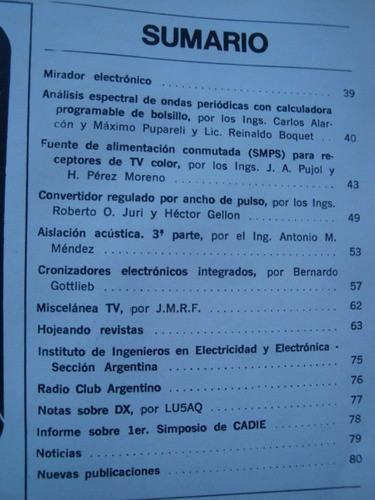 SUMARIO
Mirador electrónico . . . . . . . . . . . . . . . . . . . . . . 39
Análisis espectral de ondas periódicas con calculadora
programable de bolsillo, por los Ings. Carlos Alar-
cón y Máximo Pupareli y Lic. Reinaldo Boquet . . 40
Fuente de alimentación conmutada (SMPS) para re-
ceptores de TV color, por los Ings. J. A. Pujol y
H. Pérez Moreno . . . . . . . . . . . . . . . . . . . . 43
Convertidor regulado por ancho de pulso, por los Ings.
Roberto O. Juri y Héctor Gellon . . . . . . . . . . 49
Aislación acústica. 3ª parte, por el Ing. Antonio M.
Méndez . . . . . . . . . . . . . . . . . . . . . . . . . 53
Cronizadores electrónicos integrados, por Bernardo
Gottlieb . . . . . . . . . . . . . . . . . . . . . . . . 57
Miscelánea TV, por J.M.R.F. . . . . . . . . . . . . . 62
Hojeando revistas . . . . . . . . . . . . . . . . . . . 63
Instituto de Ingenieros en Electricidad y Electrónica -
Sección Argentina . . . . . . . . . . . . . . . . . . 75
Radio Club Argentino . . . . . . . . . . . . . . . . . 76
Notas sobre DX, por LU5AQ . . . . . . . . . . . . . 77
Informe sobre 1er. Simposio de CADIE . . . . . . . 78
Noticias . . . . . . . . . . . . . . . . . . . . . . . . 79
Nuevas publicaciones . . . . . . . . . . . . . . . . . 80